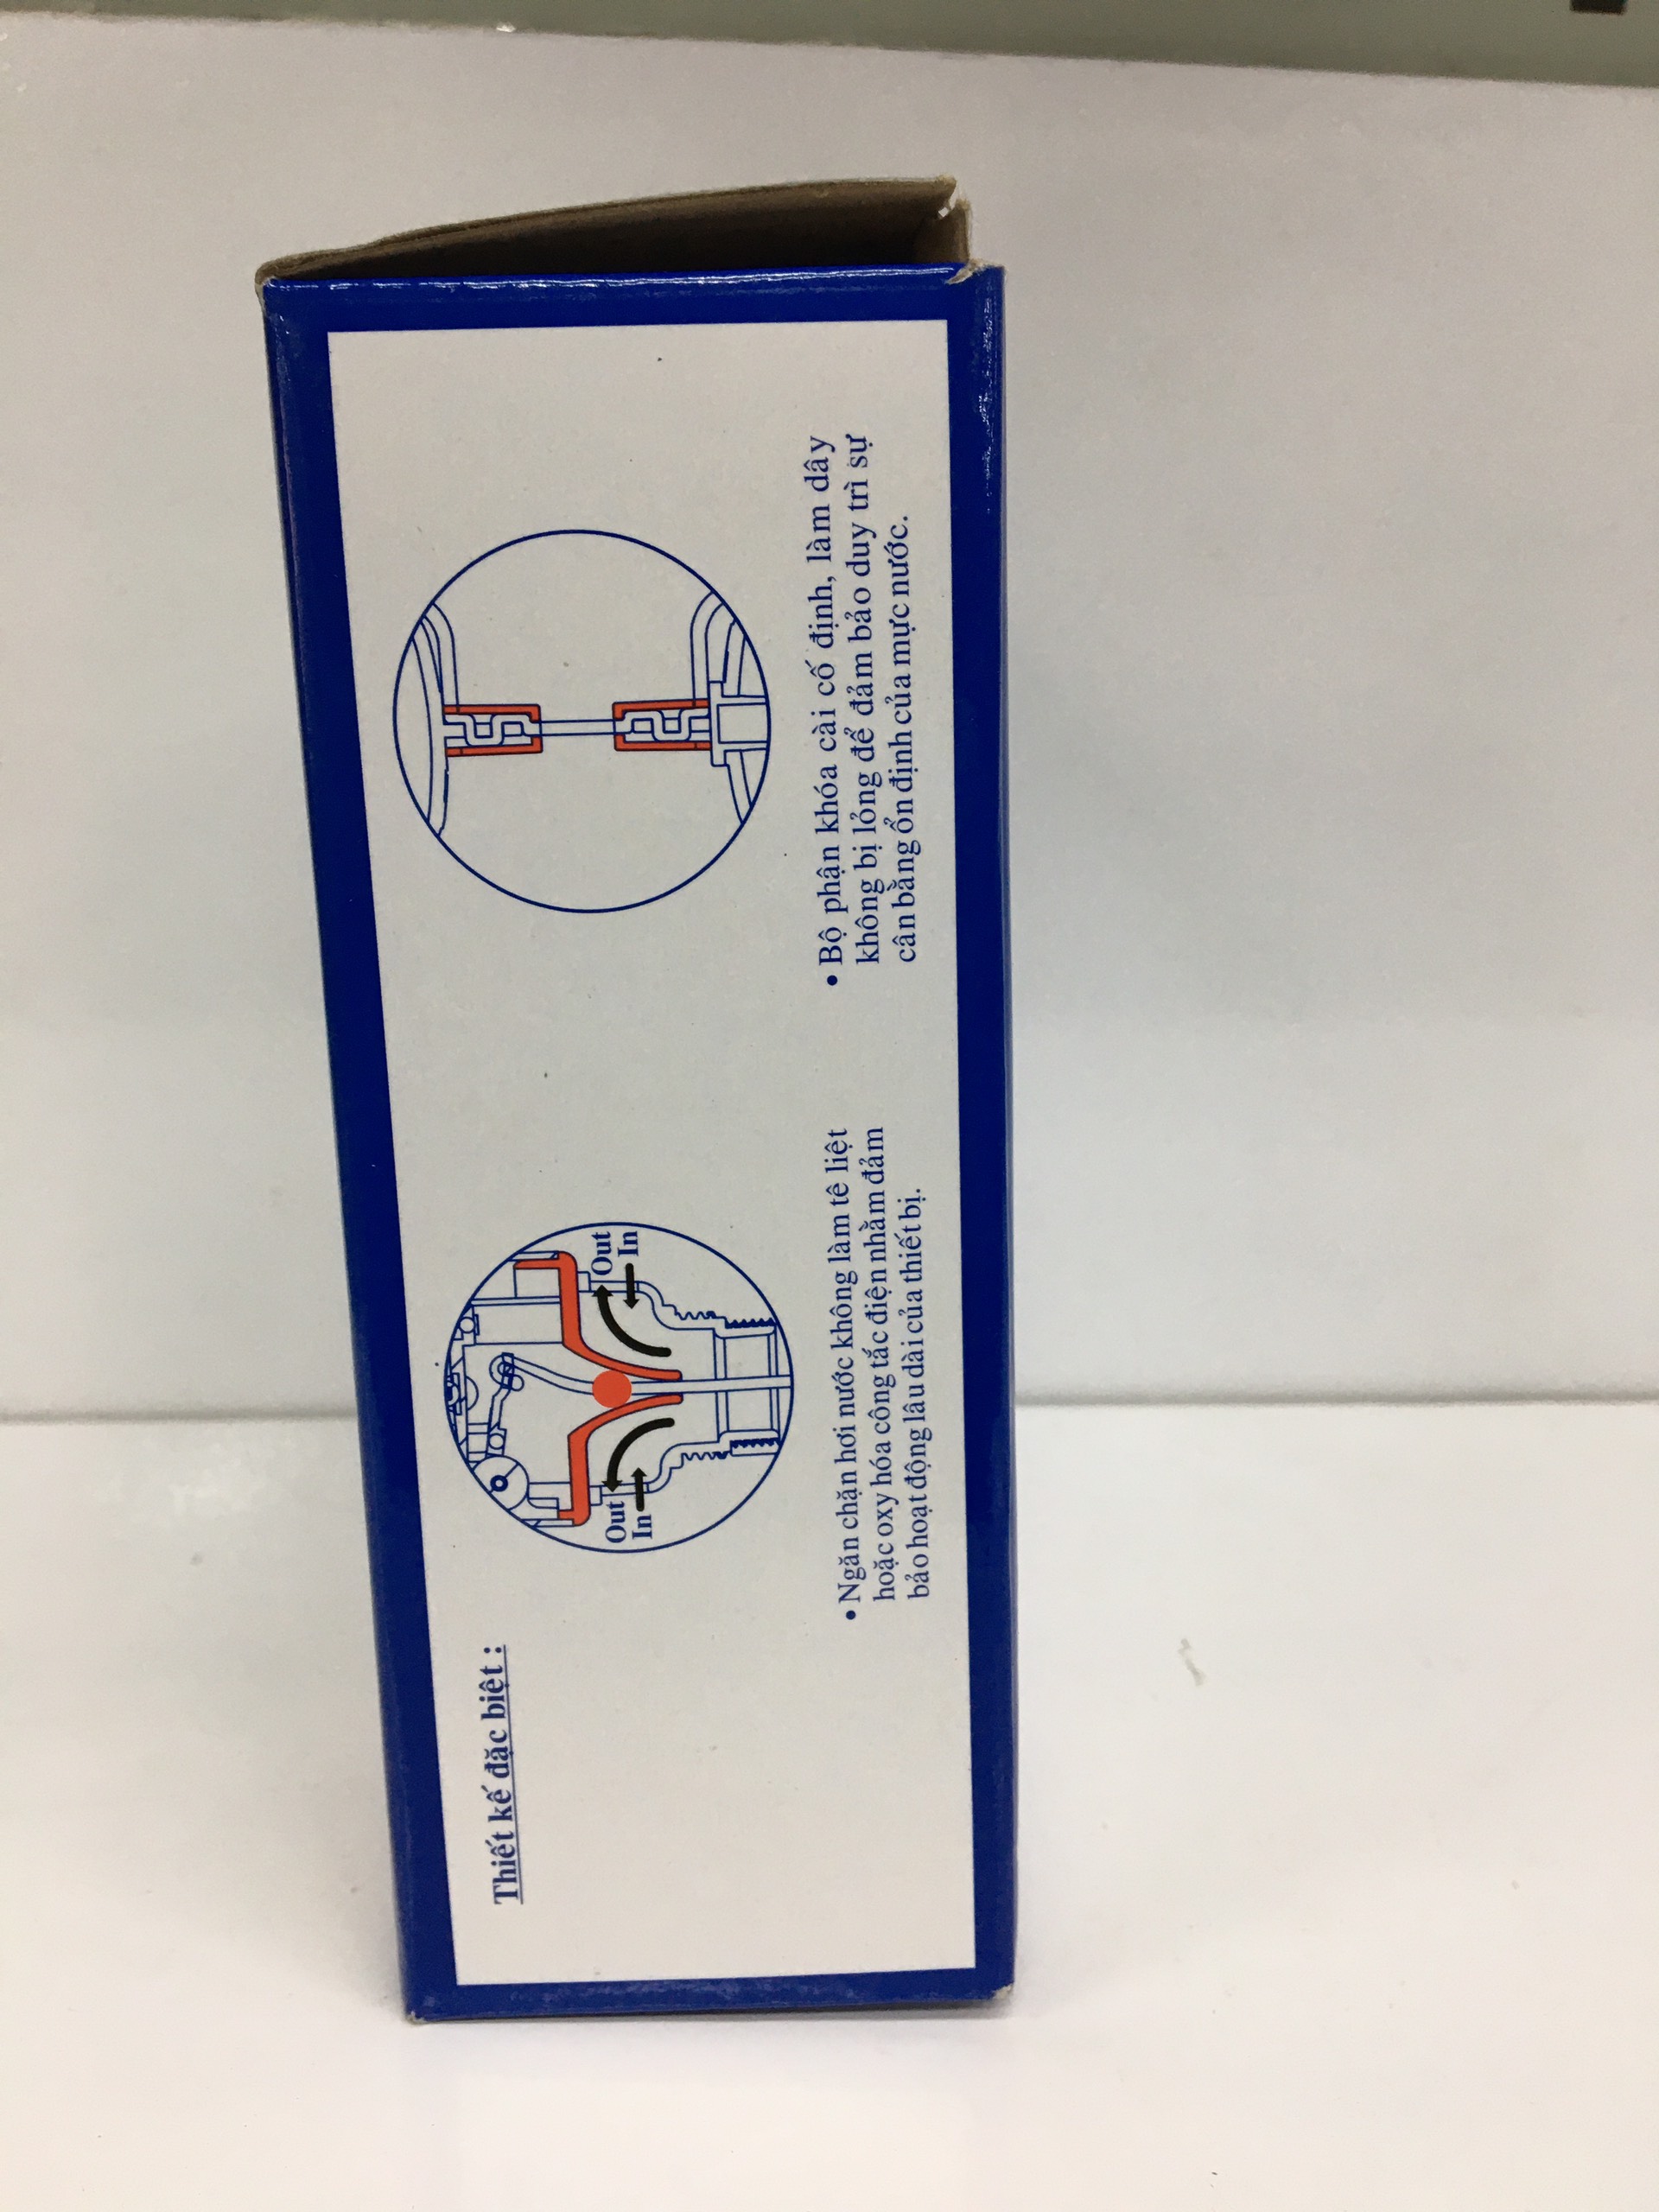 Thiết kế đặc biệt :
Out
In
Out
In
• Ngăn chặn hơi nước không làm tê liệt
hoặc oxy hóa công tắc điện nhằm đảm
bảo hoạt động lâu dài của thiết bị.
• Bộ phận khóa cài cố định, làm dây
không bị lỏng để đảm bảo duy trì sự
cân bằng ổn định của mực nước.